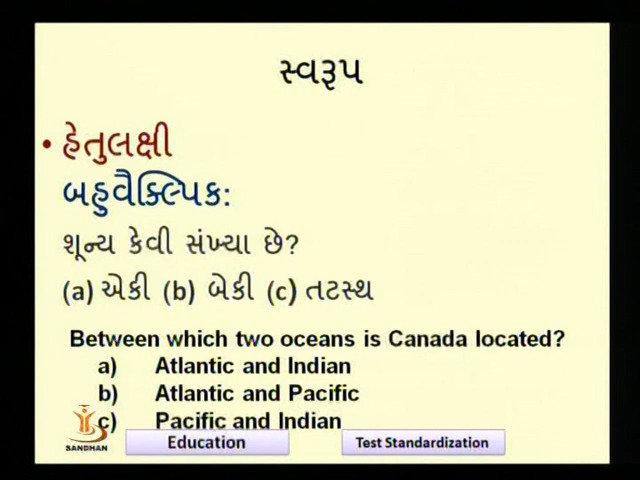 સ્વરૂપ
• હેતુલક્ષી
બહુવૈક્લ્પિક:
શૂન્ય કેવી સંખ્યા છે?
(a) એકી (b) બેકી (c) તટસ્થ
Between which two oceans is Canada located?
a) Atlantic and Indian
b) Atlantic and Pacific
c) Pacific and Indian
SANDHAN
Education Test Standardization